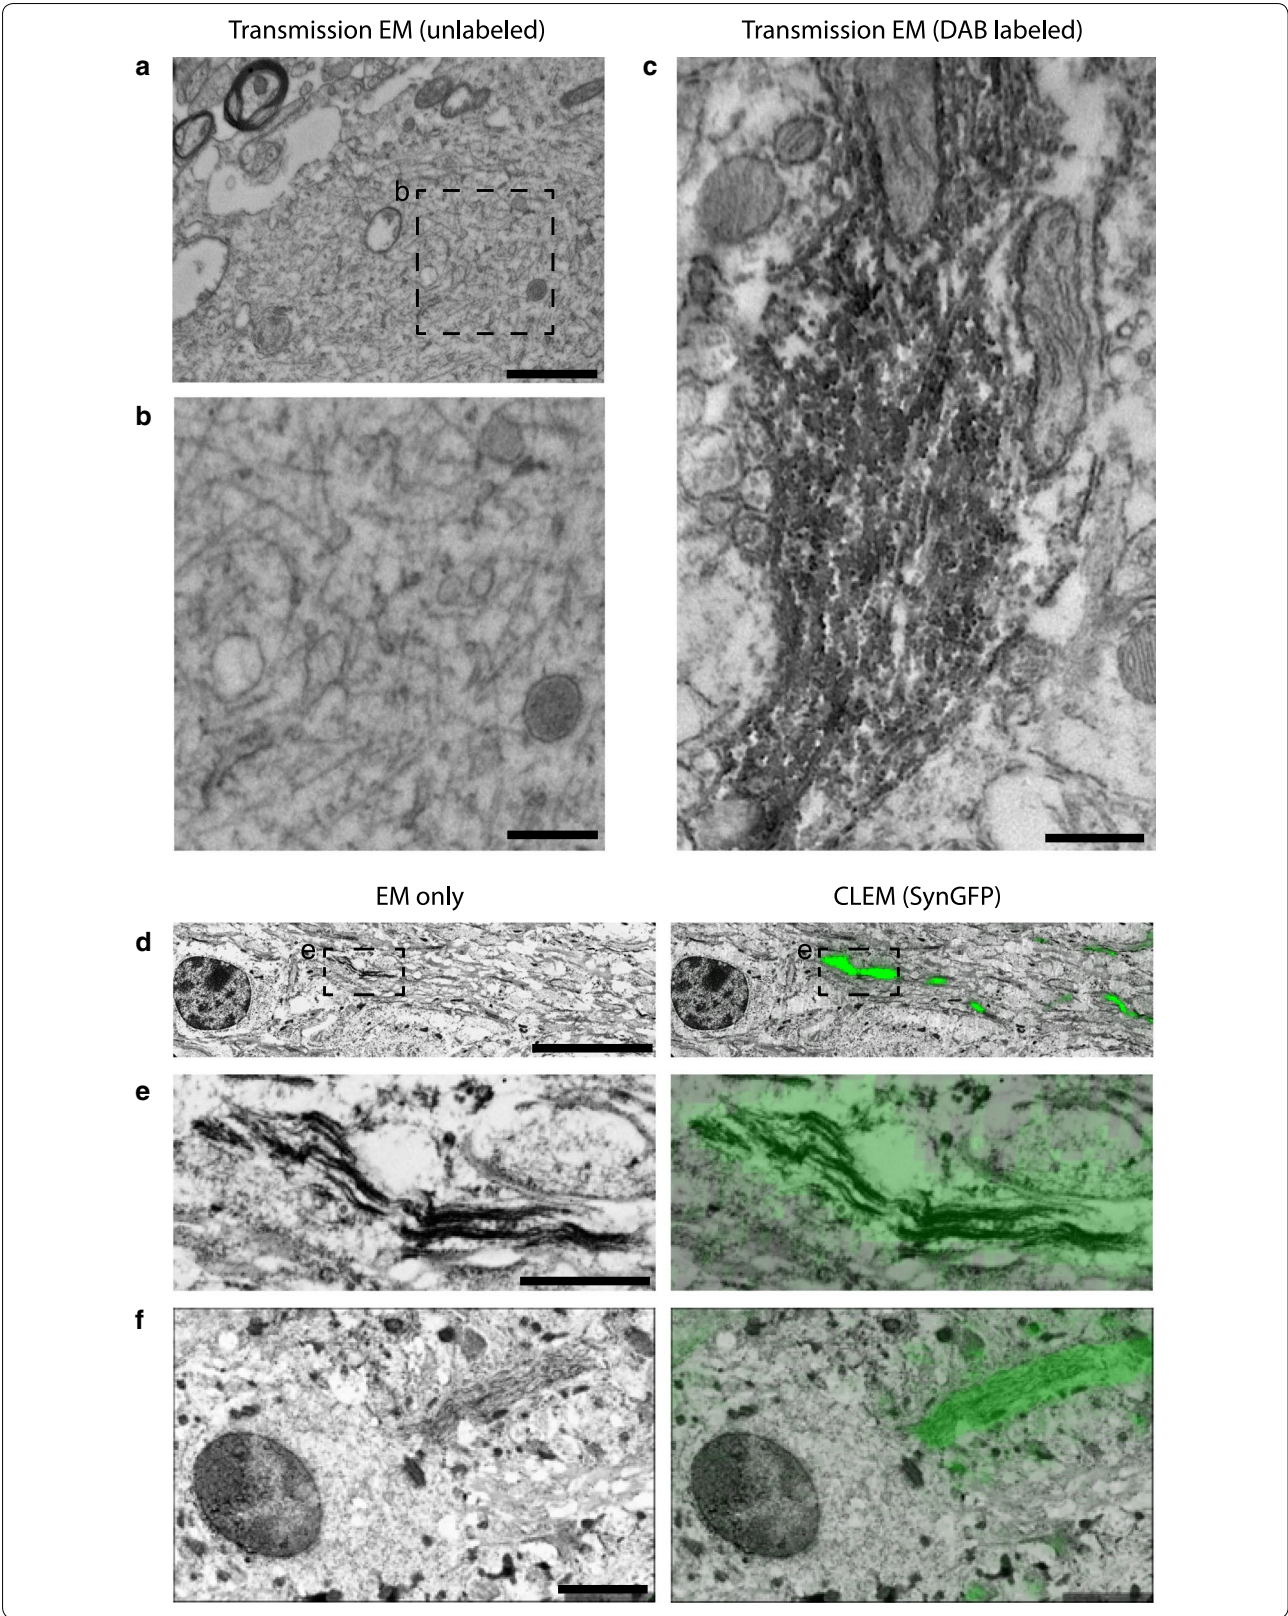 Transmission EM (unlabeled)
Transmission EM (DAB labeled)
a
b
c
b
EM only
CLEM (SynGFP)
d
e
e
e
f